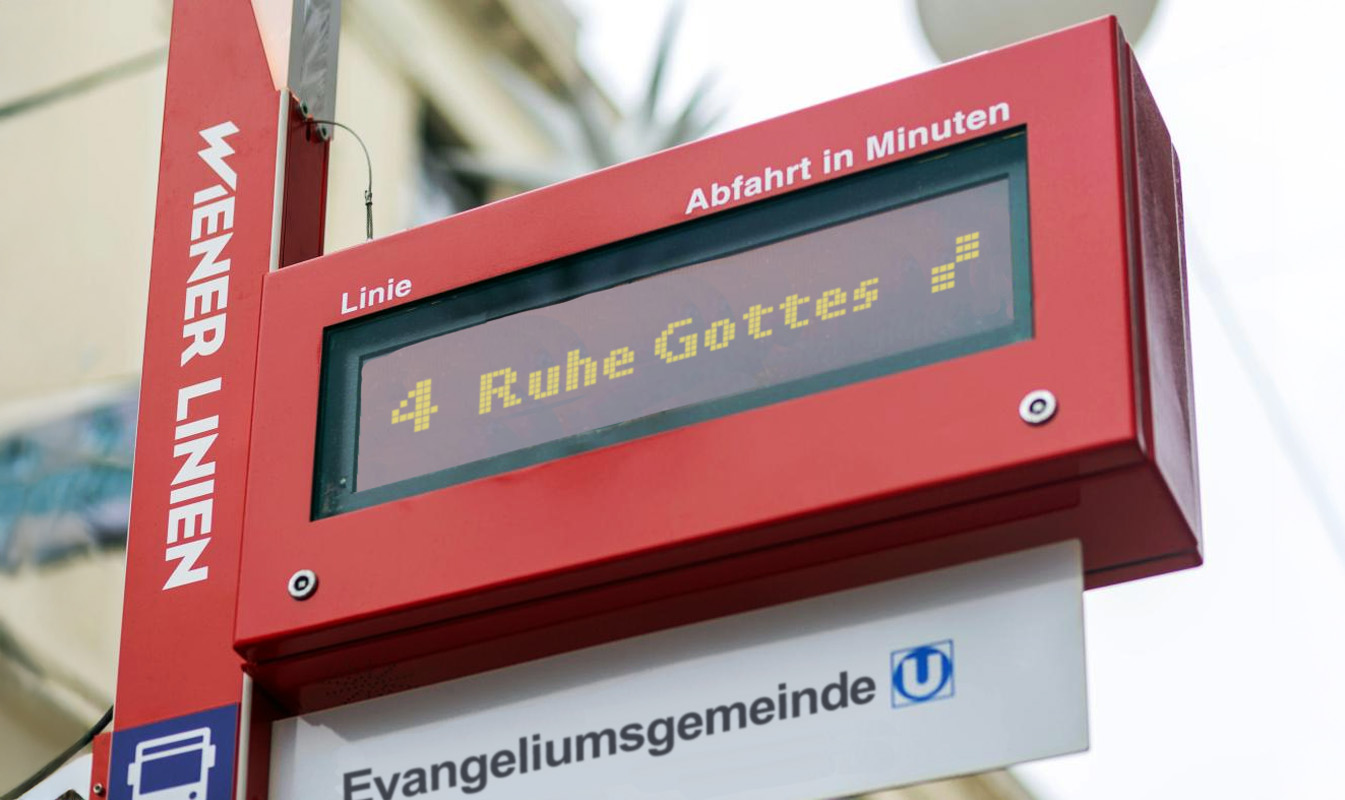 WIENER LINIEN
Linie
Abfahrt in Minuten
4 Ruhe Gottes
Evangeliumsgemeinde U